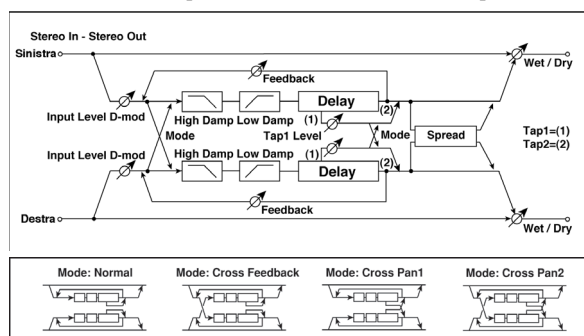 Stereo In - Stereo Out
Sinistra
Wet / Dry
Feedback
Input Level D-mod
Delay
(1)
(2)
High Damp Low Damp
Mode
Tap1 Level
Mode
Spread
Tap1=(1)
Tap2=(2)
Input Level D-mod
High Damp Low Damp
(1)
Delay
(2)
Feedback
Destra
Wet / Dry
Mode: Normal
Mode: Cross Feedback
Mode: Cross Pan1
Mode: Cross Pan2